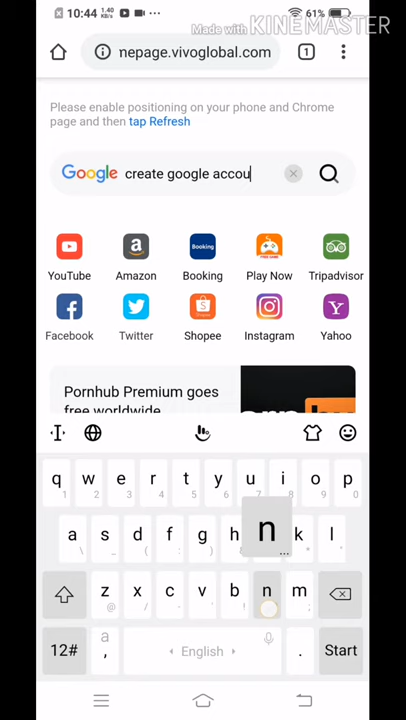 10:44 1.40 KB/s 61%
Made with KINEMASTER
nepage.vivoglobal.com 1
Please enable positioning on your phone and Chrome
page and then tap Refresh
Google create google accou
YouTube Amazon Booking Play Now Tripadvisor
Facebook Twitter Shopee Instagram Yahoo
Pornhub Premium goes
free worldwide
q w e r t y u i o p
1 2 3 4 5 6 7 8 9 0
a s d f g h n k l
z x c v b n m
12# , English . Start